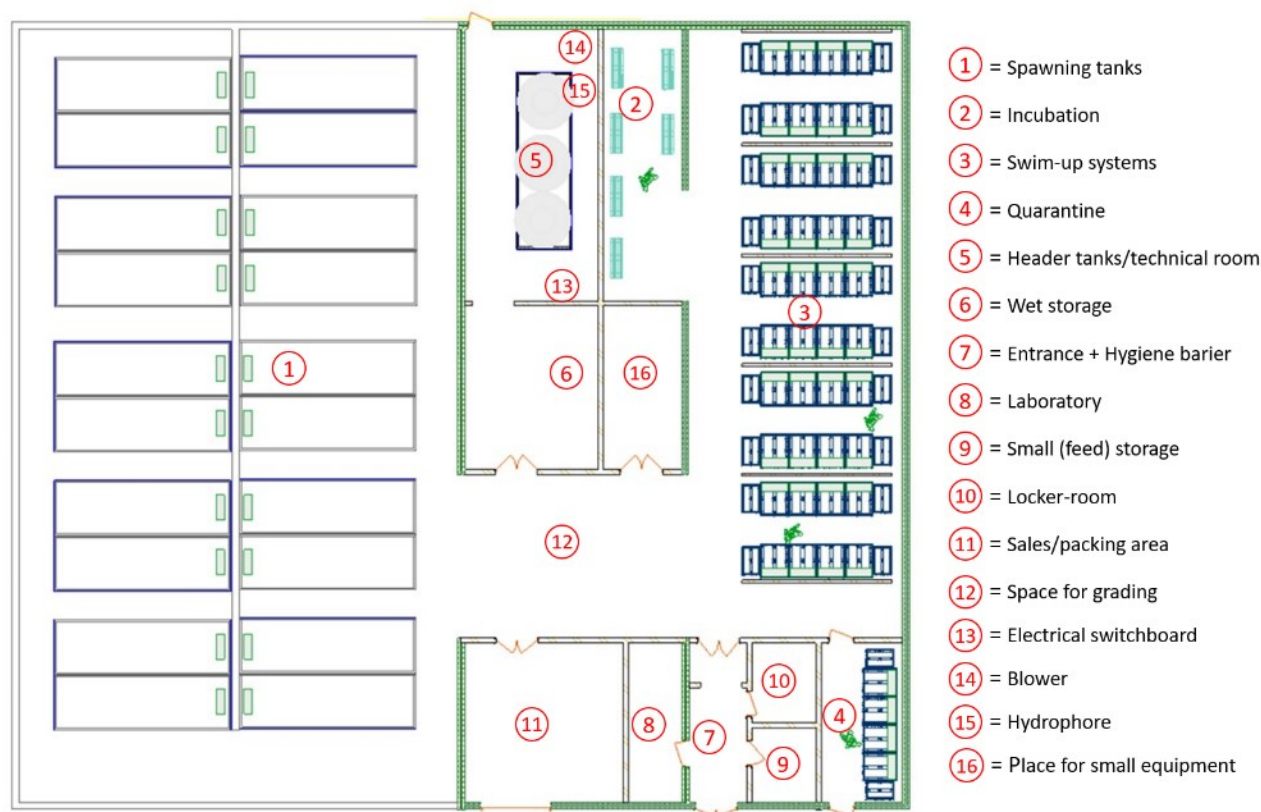 14
15
2
5
13
3
6
16
1
12
10
11
8
7
4
9
1 = Spawning tanks
2 = Incubation
3 = Swim-up systems
4 = Quarantine
5 = Header tanks/technical room
6 = Wet storage
7 = Entrance + Hygiene barier
8 = Laboratory
9 = Small (feed) storage
10 = Locker-room
11 = Sales/packing area
12 = Space for grading
13 = Electrical switchboard
14 = Blower
15 = Hydrophore
16 = Place for small equipment